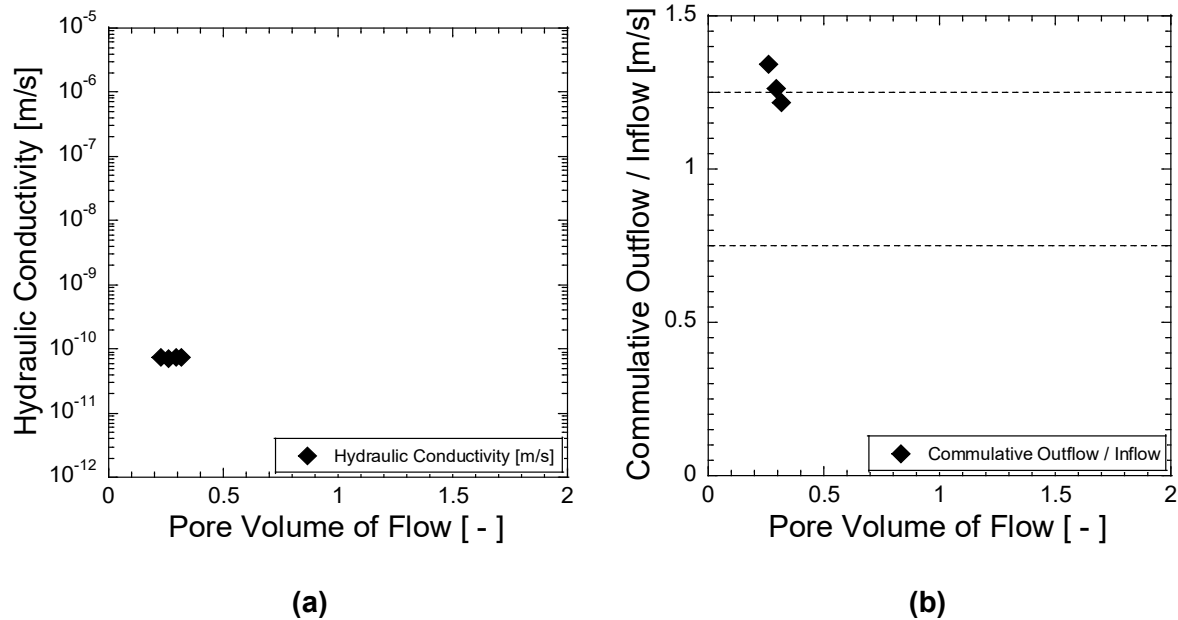 Hydraulic Conductivity [m/s]
10⁻⁵
10⁻⁶
10⁻⁷
10⁻⁸
10⁻⁹
10⁻¹⁰
10⁻¹¹
10⁻¹²
Hydraulic Conductivity [m/s]
0 0.5 1 1.5 2
Pore Volume of Flow [ - ]
(a)
Commulative Outflow / Inflow [m/s]
1.5
1
0.5
0
Commulative Outflow / Inflow
0 0.5 1 1.5 2
Pore Volume of Flow [ - ]
(b)